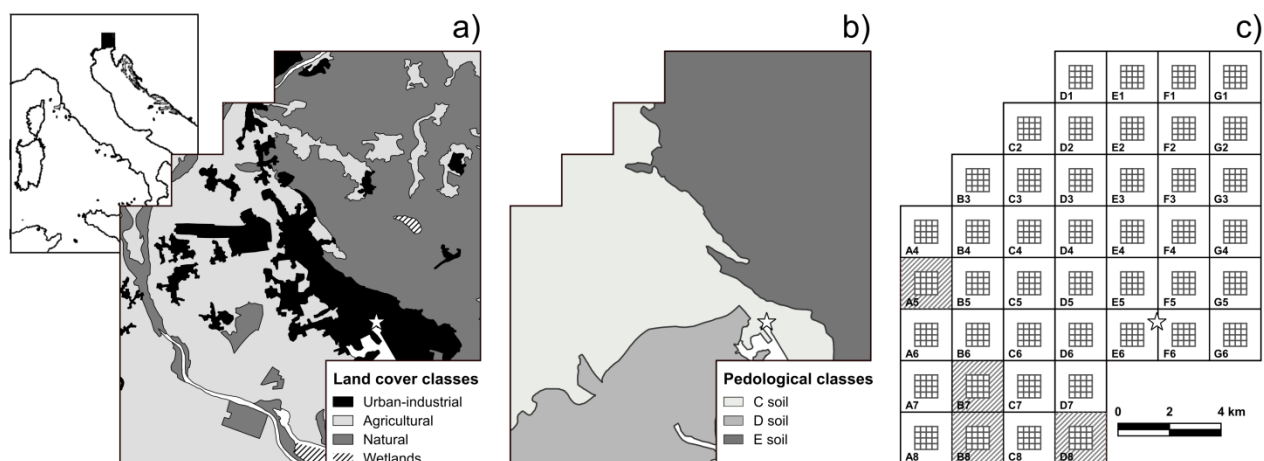 a)
Land cover classes
Urban-industrial
Agricultural
Natural
Wetlands
b)
Pedological classes
C soil
D soil
E soil
c)
D1 E1 F1 G1
C2 D2 E2 F2 G2
B3 C3 D3 E3 F3 G3
A4 B4 C4 D4 E4 F4 G4
A5 B5 C5 D5 E5 F5 G5
A6 B6 C6 D6 E6 F6 G6
A7 B7 C7 D7
A8 B8 C8 D8
0 2 4 km